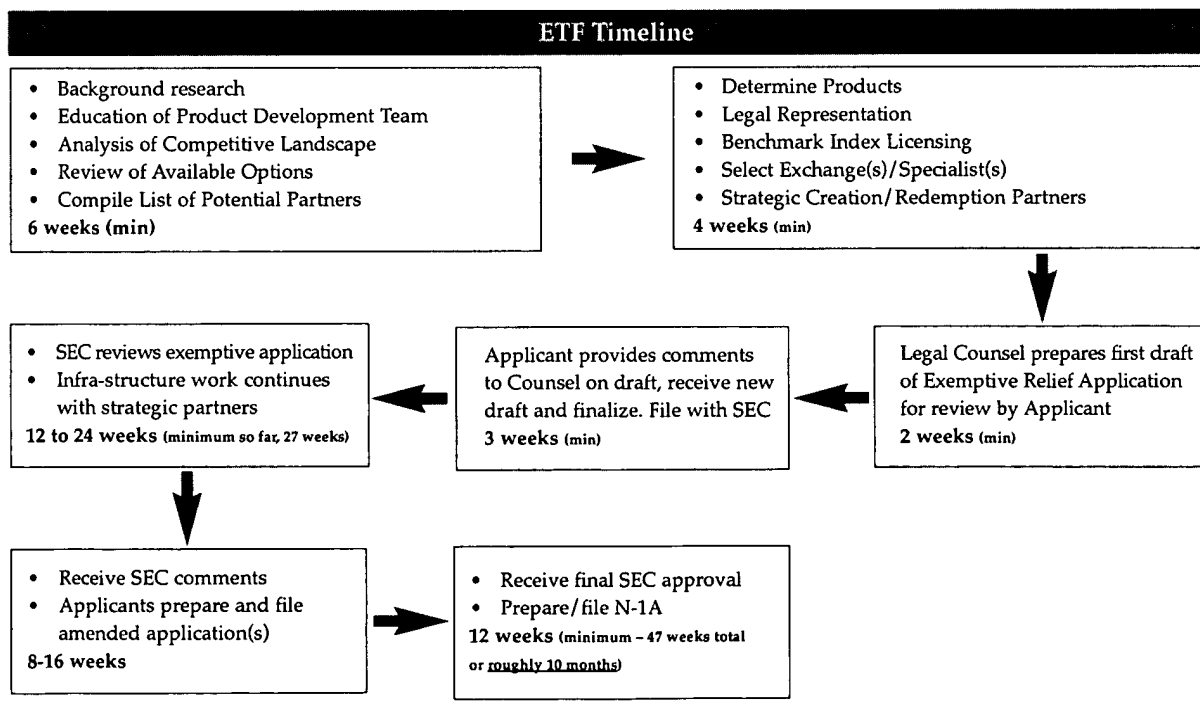 ETF Timeline
• Background research
• Education of Product Development Team
• Analysis of Competitive Landscape
• Review of Available Options
• Compile List of Potential Partners
6 weeks (min)
• Determine Products
• Legal Representation
• Benchmark Index Licensing
• Select Exchange(s)/Specialist(s)
• Strategic Creation/Redemption Partners
4 weeks (min)
Legal Counsel prepares first draft
of Exemptive Relief Application
for review by Applicant
2 weeks (min)
Applicant provides comments
to Counsel on draft, receive new
draft and finalize. File with SEC
3 weeks (min)
• SEC reviews exemptive application
• Infra-structure work continues
with strategic partners
12 to 24 weeks (minimum so far, 27 weeks)
• Receive SEC comments
• Applicants prepare and file
amended application(s)
8-16 weeks
• Receive final SEC approval
• Prepare/file N-1A
12 weeks (minimum – 47 weeks total
or roughly 10 months)